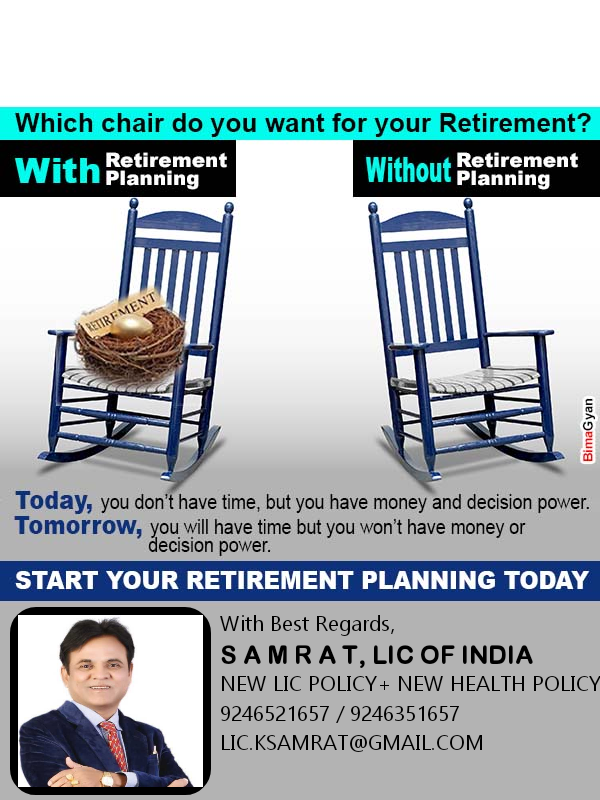 Which chair do you want for your Retirement?
With Retirement Planning
Without Retirement Planning
RETIREMENT
BimaGyan
Today, you don't have time, but you have money and decision power.
Tomorrow, you will have time but you won't have money or
decision power.
START YOUR RETIREMENT PLANNING TODAY
With Best Regards,
S A M R A T, LIC OF INDIA
NEW LIC POLICY+ NEW HEALTH POLICY
9246521657 / 9246351657
LIC.KSAMRAT@GMAIL.COM